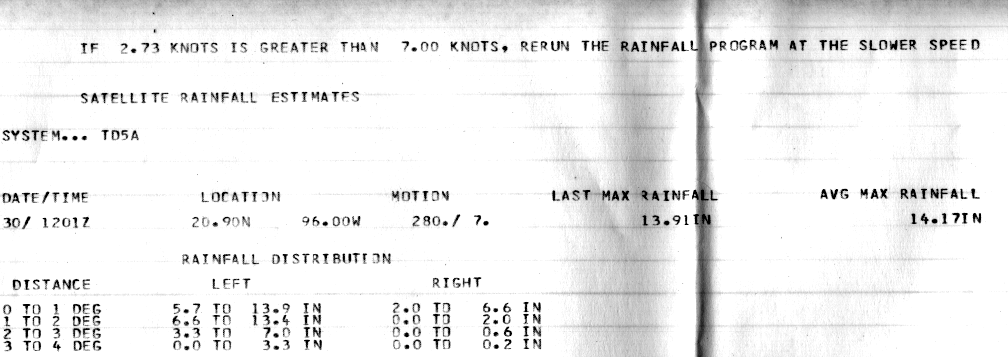 IF 2.73 KNOTS IS GREATER THAN 7.00 KNOTS, RERUN THE RAINFALL PROGRAM AT THE SLOWER SPEED
SATELLITE RAINFALL ESTIMATES
SYSTEM... TD5A
DATE/TIME LOCATION MOTION LAST MAX RAINFALL AVG MAX RAINFALL
30/ 1201Z 20.90N 96.00W 280./ 7. 13.91IN 14.17IN
RAINFALL DISTRIBUTION
DISTANCE LEFT RIGHT
0 TO 1 DEG 5.7 TO 13.9 IN 2.0 TO 6.6 IN
1 TO 2 DEG 6.6 TO 13.4 IN 0.0 TO 2.0 IN
2 TO 3 DEG 3.3 TO 7.0 IN 0.0 TO 0.6 IN
3 TO 4 DEG 0.0 TO 3.3 IN 0.0 TO 0.2 IN